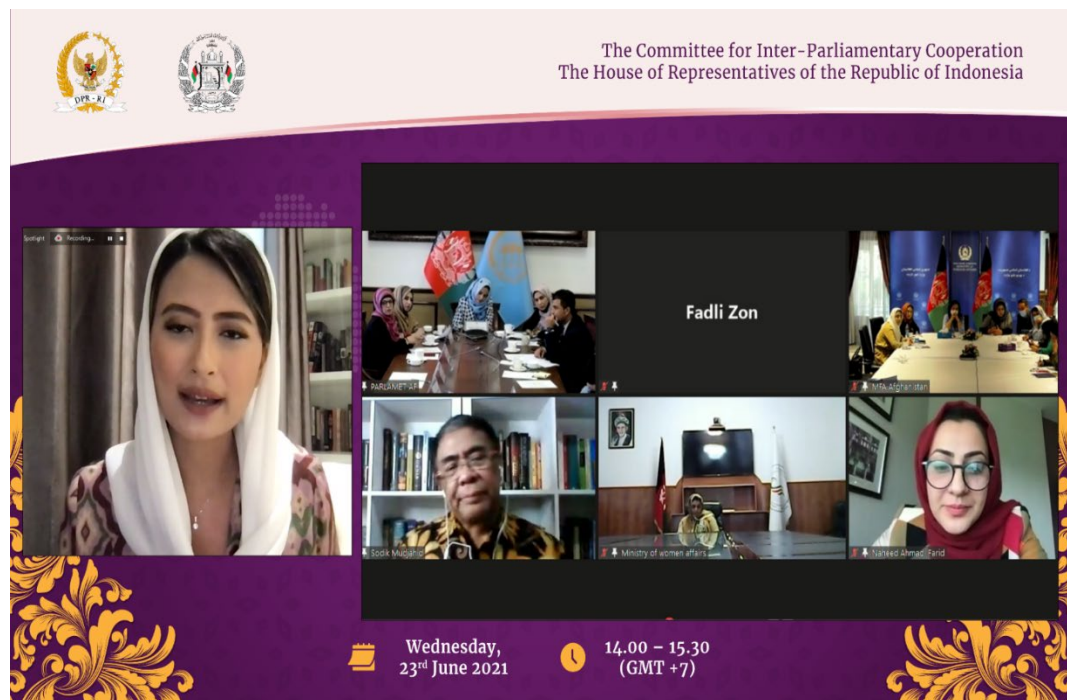 The Committee for Inter-Parliamentary Cooperation
The House of Representatives of the Republic of Indonesia
DPR - RI
Spotlight
Recording...
PARLAMET AF
Fadli Zon
MFA Afghanistan
Sodik Mudjahid
Ministry of women affairs
Naheed Ahmadi Farid
Wednesday,
23rd June 2021
14.00 – 15.30
(GMT +7)